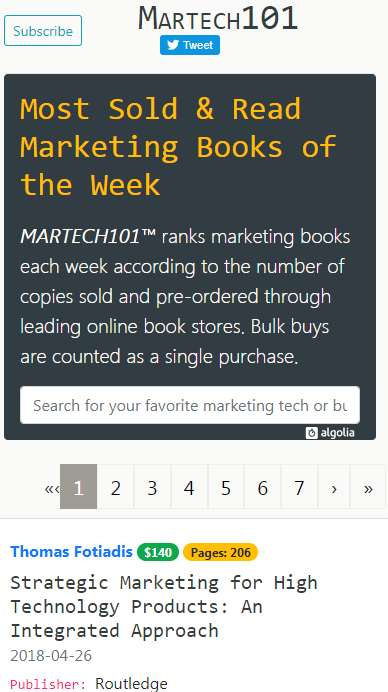 Subscribe
Martech101
Tweet
Most Sold & Read
Marketing Books of
the Week
MARTECH101™ ranks marketing books
each week according to the number of
copies sold and pre-ordered through
leading online book stores. Bulk buys
are counted as a single purchase.
Search for your favorite marketing tech or bu
algolia
«‹ 1 2 3 4 5 6 7 › »
Thomas Fotiadis $140 Pages: 206
Strategic Marketing for High
Technology Products: An
Integrated Approach
2018-04-26
Publisher: Routledge